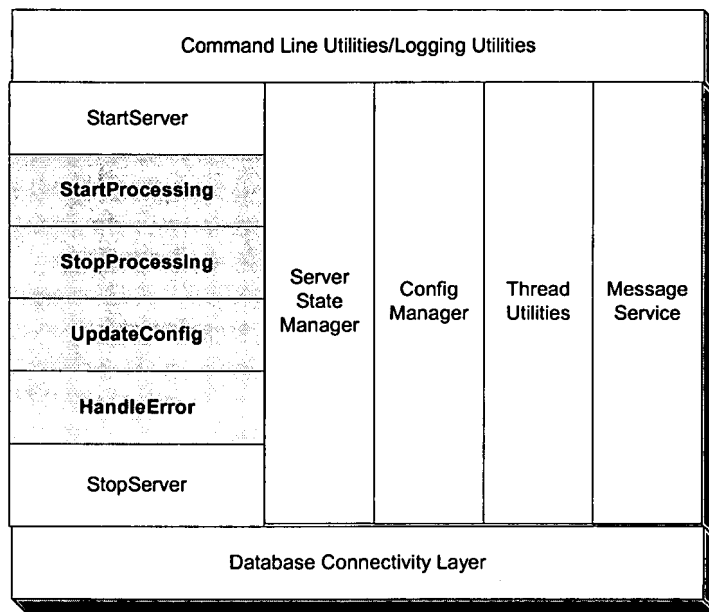 Command Line Utilities/Logging Utilities
StartServer
StartProcessing
StopProcessing
UpdateConfig
HandleError
StopServer
Server
State
Manager
Config
Manager
Thread
Utilities
Message
Service
Database Connectivity Layer